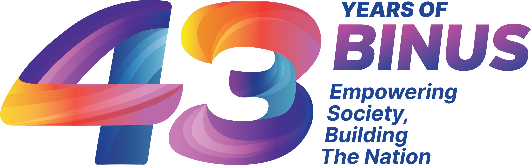 43
YEARS OF
BINUS
Empowering
Society,
Building
The Nation